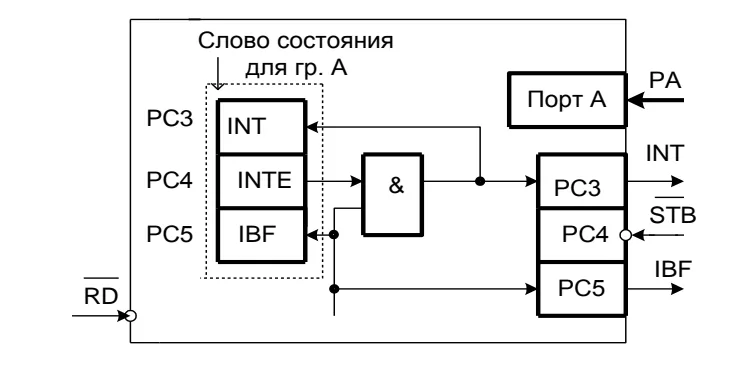 Слово состояния
для гр. А
PC3 INT
PC4 INTE
PC5 IBF
&
Порт А
PA
PC3 INT
PC4 STB
PC5 IBF
RD